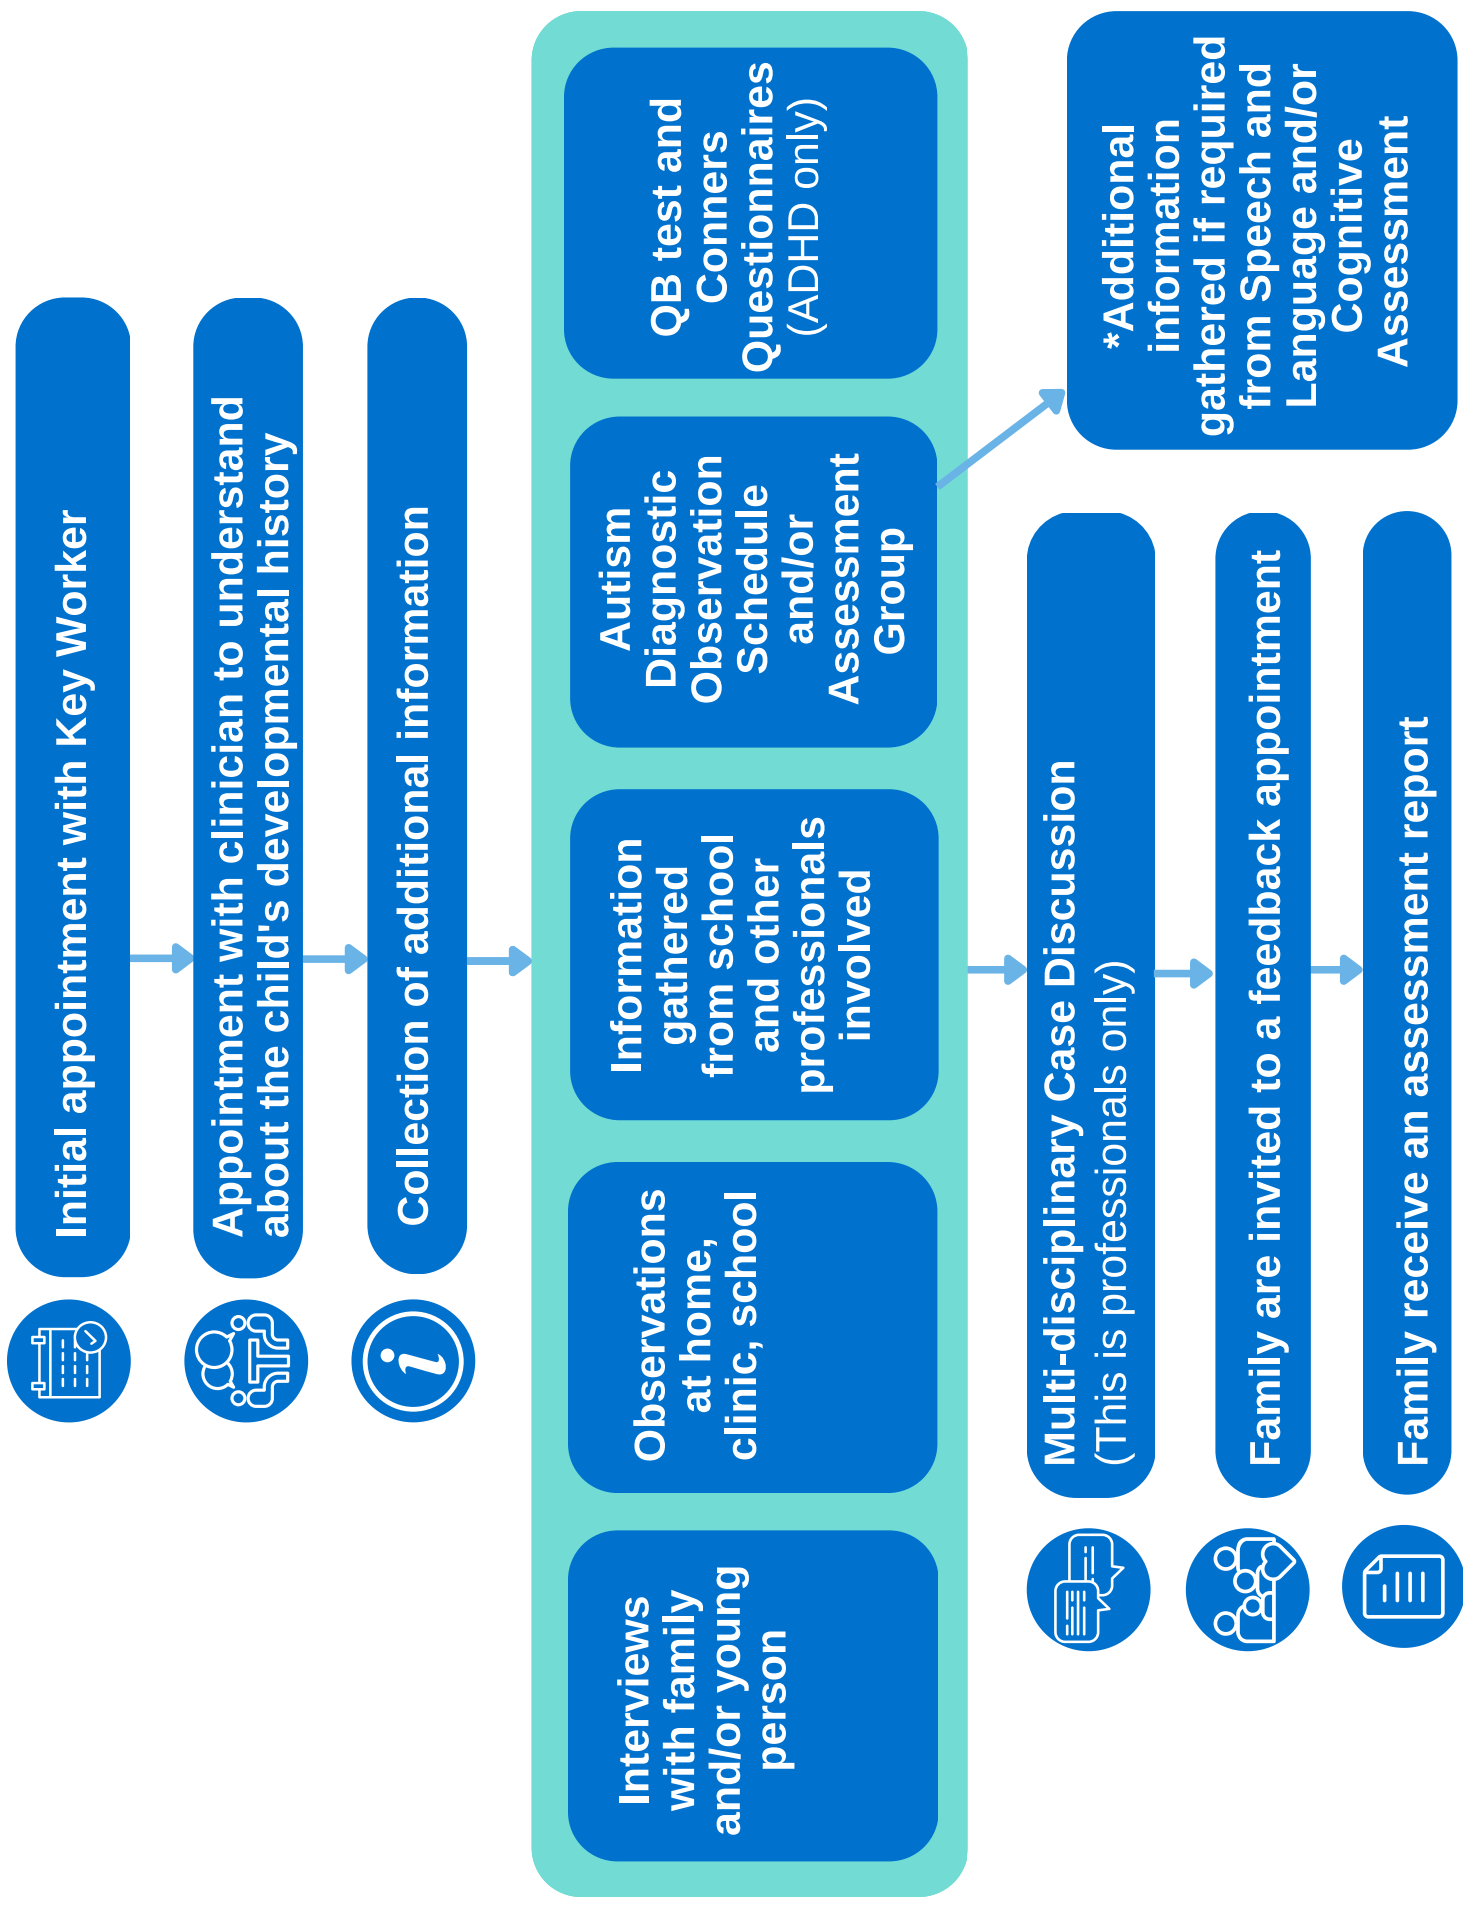 Initial appointment with Key Worker
Appointment with clinician to understand
about the child's developmental history
Collection of additional information
Interviews
with family
and/or young
person
Observations
at home,
clinic, school
Information
gathered
from school
and other
professionals
involved
Autism
Diagnostic
Observation
Schedule
and/or
Assessment
Group
QB test and
Conners
Questionnaires
(ADHD only)
*Additional
information
gathered if required
from Speech and
Language and/or
Cognitive
Assessment
Multi-disciplinary Case Discussion
(This is professionals only)
Family are invited to a feedback appointment
Family receive an assessment report